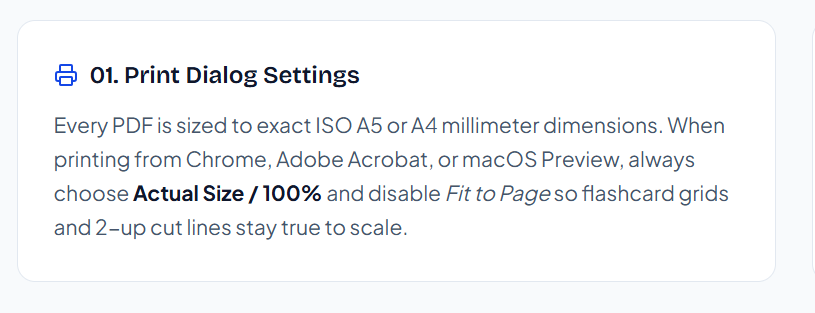 01. Print Dialog Settings
Every PDF is sized to exact ISO A5 or A4 millimeter dimensions. When
printing from Chrome, Adobe Acrobat, or macOS Preview, always
choose Actual Size / 100% and disable Fit to Page so flashcard grids
and 2-up cut lines stay true to scale.